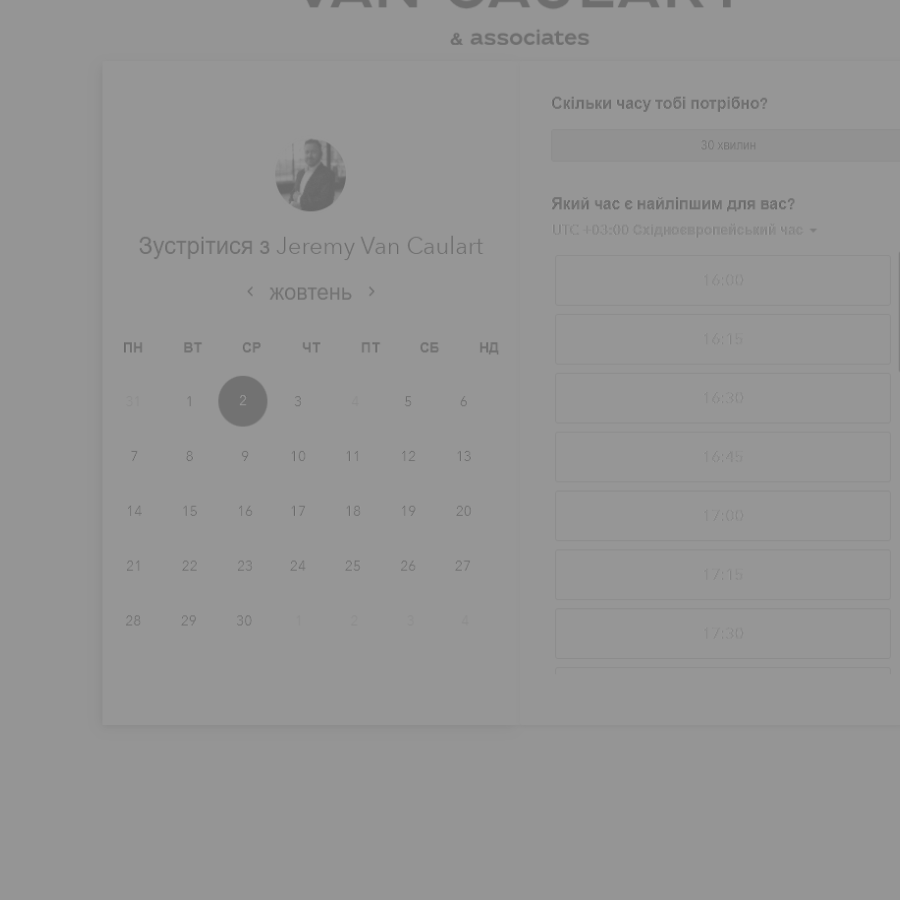 VAN CAULART
& associates
Зустрітися з Jeremy Van Caulart
жовтень
ПН ВТ СР ЧТ ПТ СБ НД
31 1 2 3 4 5 6
7 8 9 10 11 12 13
14 15 16 17 18 19 20
21 22 23 24 25 26 27
28 29 30 1 2 3 4
Скільки часу тобі потрібно?
30 хвилин
Який час є найліпшим для вас?
UTC +03:00 Східноєвропейський час
16:00
16:15
16:30
16:45
17:00
17:15
17:30